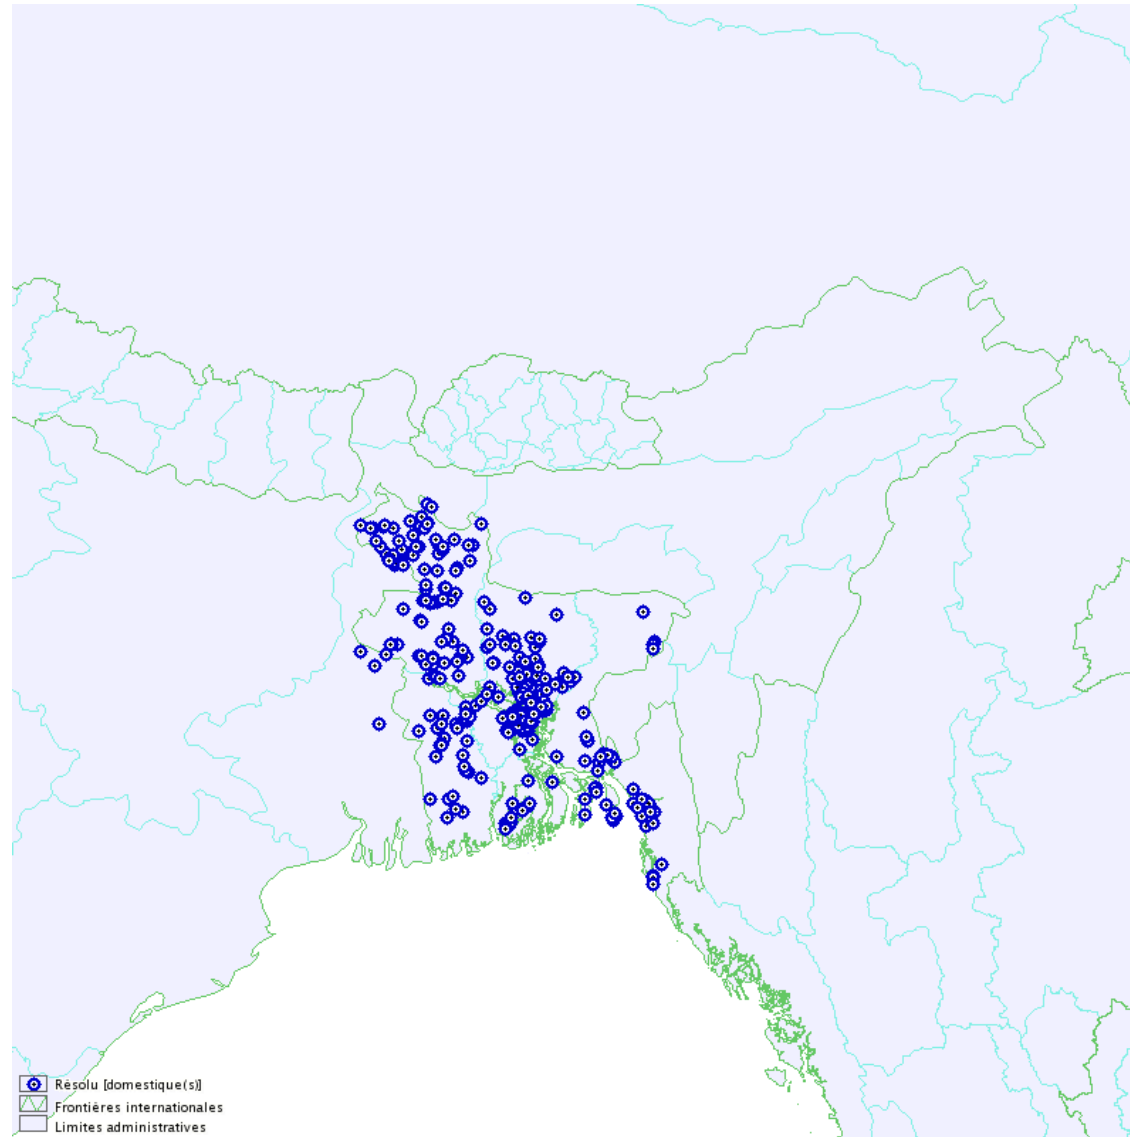 Résolu [domestique(s)]
Frontières internationales
Limites administratives